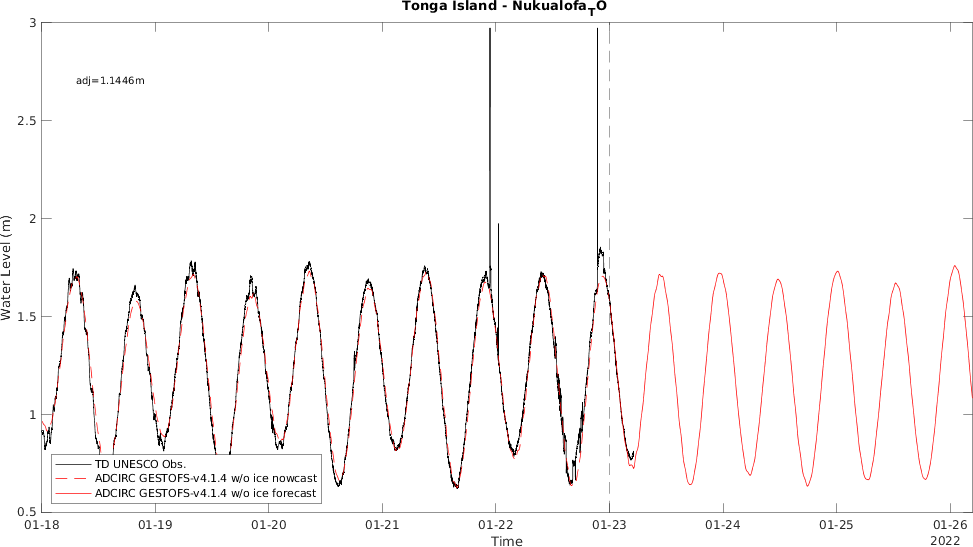 Tonga Island - NukualofaTO
adj=1.1446m
3
2.5
2
1.5
1
0.5
Water Level (m)
TD UNESCO Obs.
ADCIRC GESTOFS-v4.1.4 w/o ice nowcast
ADCIRC GESTOFS-v4.1.4 w/o ice forecast
01-18 01-19 01-20 01-21 01-22 01-23 01-24 01-25 01-26
Time 2022